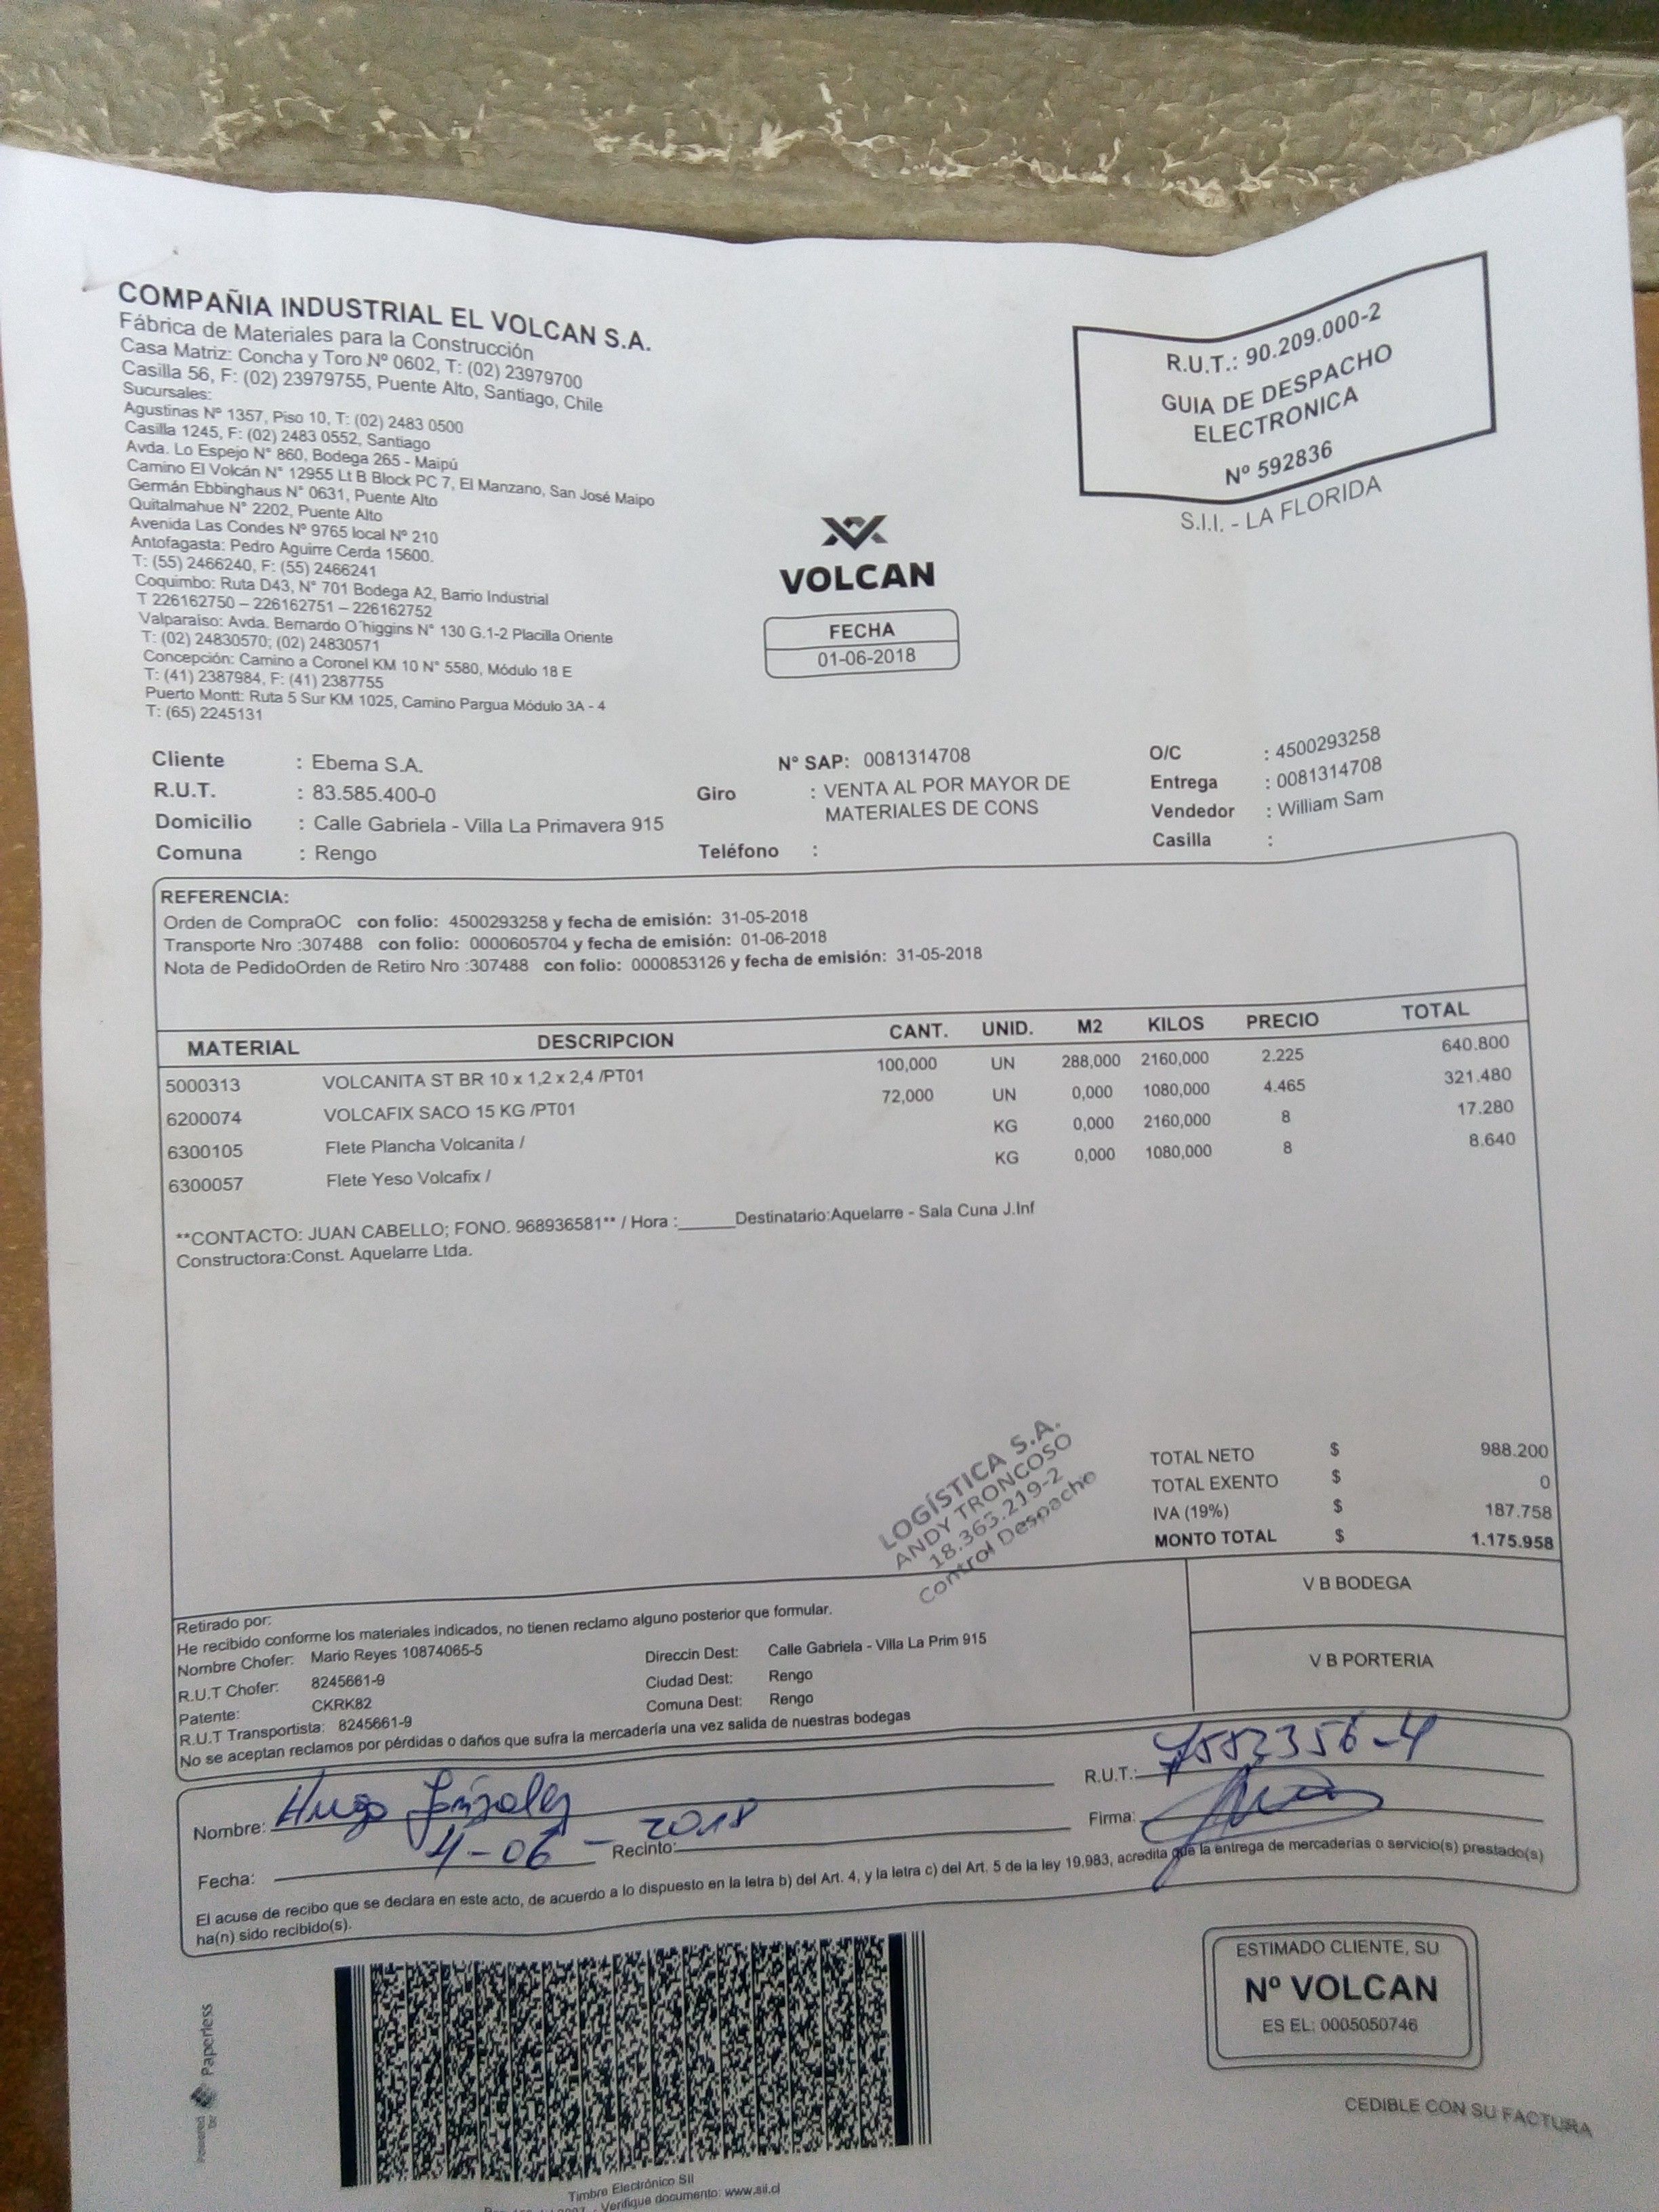 COMPAÑIA INDUSTRIAL EL VOLCAN S.A.
Fábrica de Materiales para la Construcción
Casa Matriz: Concha y Toro Nº 0602, T: (02) 23979700
Casilla 56, F: (02) 23979755, Puente Alto, Santiago, Chile
Sucursales:
Agustinas Nº 1357, Piso 10, T: (02) 2483 0500
Casilla 1245, F: (02) 2483 0552, Santiago
Avda. Lo Espejo N° 860, Bodega 265 - Maipú
Camino El Volcán N° 12955 Lt B Block PC 7, El Manzano, San José Maipo
Germán Ebbinghaus N° 0631, Puente Alto
Quitalmahue N° 2202, Puente Alto
Avenida Las Condes Nº 9765 local Nº 210
Antofagasta: Pedro Aguirre Cerda 15600.
T: (55) 2466240, F: (55) 2466241
Coquimbo: Ruta D43, N° 701 Bodega A2, Barrio Industrial
T 226162750 – 226162751 – 226162752
Valparaíso: Avda. Bernardo O´higgins N° 130 G.1-2 Placilla Oriente
T: (02) 24830570; (02) 24830571
Concepción: Camino a Coronel KM 10 N° 5580, Módulo 18 E
T: (41) 2387984, F: (41) 2387755
Puerto Montt: Ruta 5 Sur KM 1025, Camino Pargua Módulo 3A - 4
T: (65) 2245131
R.U.T.: 90.209.000-2
GUIA DE DESPACHO
ELECTRONICA
Nº 592836
S.I.I. - LA FLORIDA
VOLCAN
FECHA
01-06-2018
Cliente : Ebema S.A. N° SAP: 0081314708 O/C : 4500293258
R.U.T. : 83.585.400-0 Giro : VENTA AL POR MAYOR DE Entrega : 0081314708
MATERIALES DE CONS Vendedor : William Sam
Domicilio : Calle Gabriela - Villa La Primavera 915
Comuna : Rengo Teléfono : Casilla :
REFERENCIA:
Orden de CompraOC con folio: 4500293258 y fecha de emisión: 31-05-2018
Transporte Nro :307488 con folio: 0000605704 y fecha de emisión: 01-06-2018
Nota de PedidoOrden de Retiro Nro :307488 con folio: 0000853126 y fecha de emisión: 31-05-2018
MATERIAL DESCRIPCION CANT. UNID. M2 KILOS PRECIO TOTAL
5000313 VOLCANITA ST BR 10 x 1,2 x 2,4 /PT01 100,000 UN 288,000 2160,000 2.225 640.800
6200074 VOLCAFIX SACO 15 KG /PT01 72,000 UN 0,000 1080,000 4.465 321.480
6300105 Flete Plancha Volcanita / KG 0,000 2160,000 8 17.280
6300057 Flete Yeso Volcafix / KG 0,000 1080,000 8 8.640
**CONTACTO: JUAN CABELLO; FONO. 968936581** / Hora :______Destinatario:Aquelarre - Sala Cuna J.Inf
Constructora:Const. Aquelarre Ltda.
LOGÍSTICA S.A.
ANDY TRONCOSO
18.363.219-2
Control Despacho
TOTAL NETO $ 988.200
TOTAL EXENTO $ 0
IVA (19%) $ 187.758
MONTO TOTAL $ 1.175.958
V B BODEGA
V B PORTERIA
Retirado por:
He recibido conforme los materiales indicados, no tienen reclamo alguno posterior que formular.
Nombre Chofer: Mario Reyes 10874065-5 Direccin Dest: Calle Gabriela - Villa La Prim 915
R.U.T Chofer: 8245661-9 Ciudad Dest: Rengo
Patente: CKRK82 Comuna Dest: Rengo
R.U.T Transportista: 8245661-9
No se aceptan reclamos por pérdidas o daños que sufra la mercadería una vez salida de nuestras bodegas
Nombre: Hugo González R.U.T.: 7582356-4
Fecha: 4-06-2018 Recinto: Firma:
El acuse de recibo que se declara en este acto, de acuerdo a lo dispuesto en la letra b) del Art. 4, y la letra c) del Art. 5 de la ley 19.983, acredita que la entrega de mercaderías o servicio(s) prestado(s)
ha(n) sido recibido(s).
Powered by Paperless
ESTIMADO CLIENTE, SU
Nº VOLCAN
ES EL: 0005050746
CEDIBLE CON SU FACTURA
Timbre Electrónico SII
Verifique documento: www.sii.cl